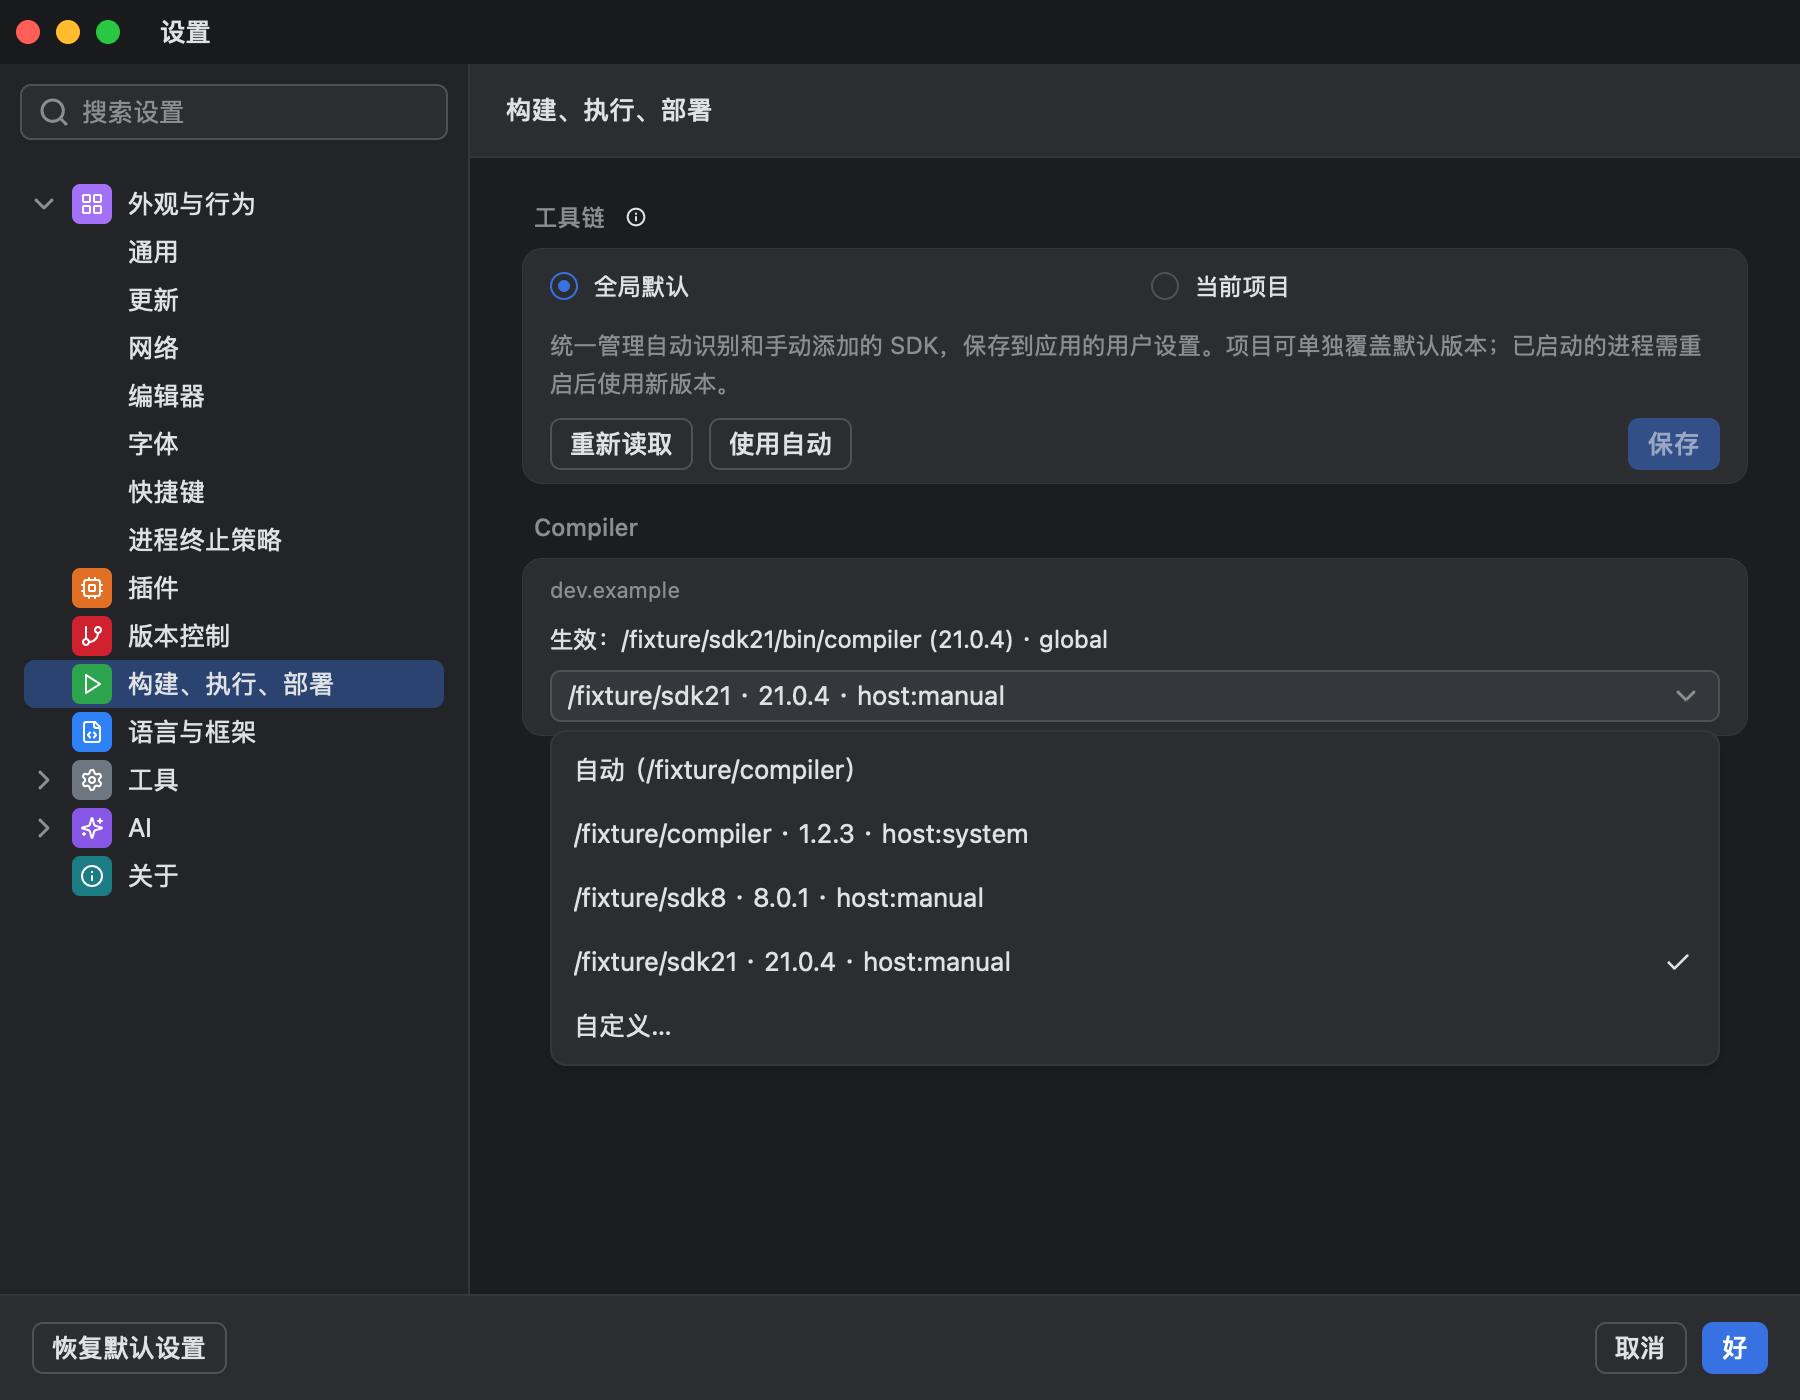 设置
搜索设置
外观与行为
通用
更新
网络
编辑器
字体
快捷键
进程终止策略
插件
版本控制
构建、执行、部署
语言与框架
工具
AI
关于
构建、执行、部署
工具链
全局默认
当前项目
统一管理自动识别和手动添加的 SDK，保存到应用的用户设置。项目可单独覆盖默认版本；已启动的进程需重
启后使用新版本。
重新读取
使用自动
保存
Compiler
dev.example
生效：/fixture/sdk21/bin/compiler (21.0.4) · global
/fixture/sdk21 · 21.0.4 · host:manual
自动（/fixture/compiler）
/fixture/compiler · 1.2.3 · host:system
/fixture/sdk8 · 8.0.1 · host:manual
/fixture/sdk21 · 21.0.4 · host:manual
自定义...
恢复默认设置
取消
好